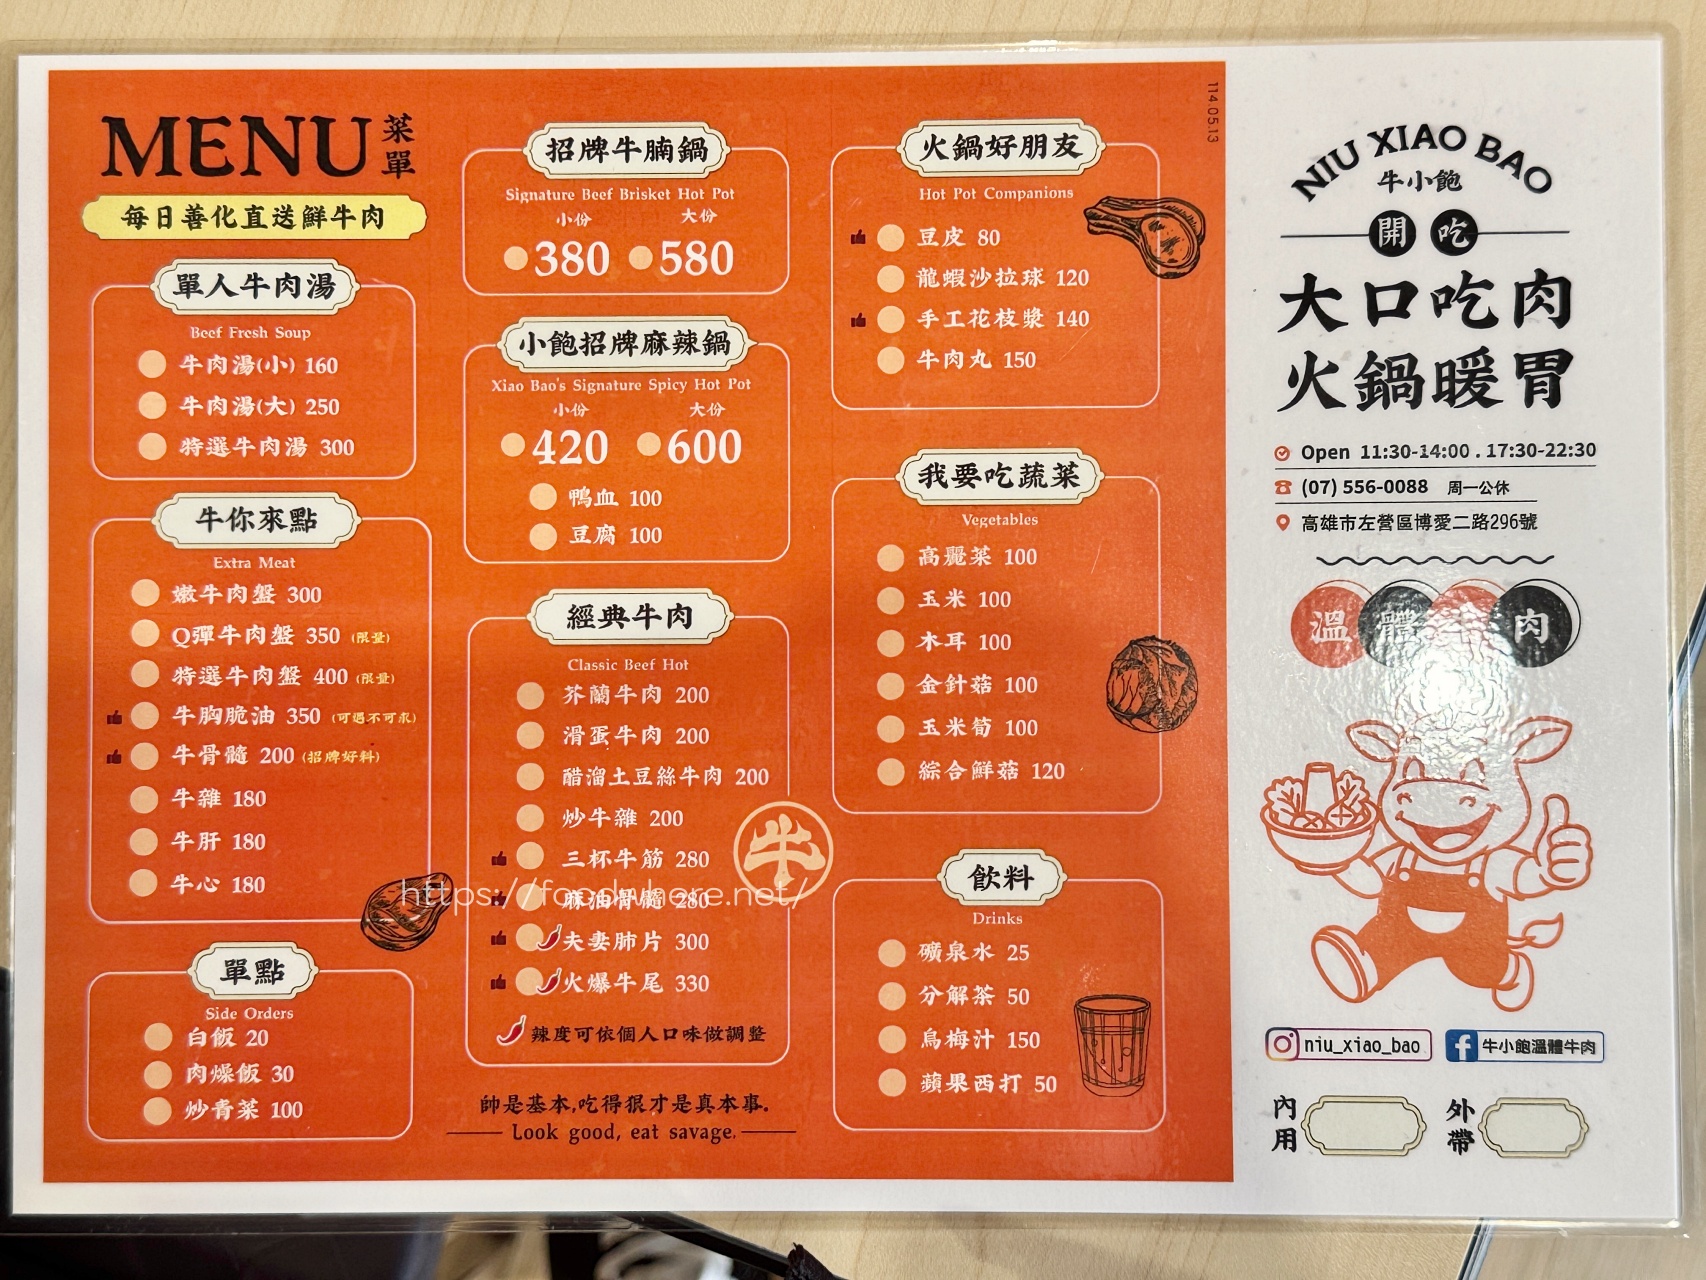 MENU 菜單
每日善化直送鮮牛肉
單人牛肉湯
Beef Fresh Soup
牛肉湯(小) 160
牛肉湯(大) 250
特選牛肉湯 300
牛你來點
Extra Meat
嫩牛肉盤 300
Q彈牛肉盤 350 (限量)
特選牛肉盤 400 (限量)
牛胸脆油 350 (可遇不可求)
牛骨髓 200 (招牌好料)
牛雜 180
牛肝 180
牛心 180
單點
Side Orders
白飯 20
肉燥飯 30
炒青菜 100
招牌牛腩鍋
Signature Beef Brisket Hot Pot
小份 大份
380 580
小飽招牌麻辣鍋
Xiao Bao's Signature Spicy Hot Pot
小份 大份
420 600
鴨血 100
豆腐 100
經典牛肉
Classic Beef Hot
芥蘭牛肉 200
滑蛋牛肉 200
醋溜土豆絲牛肉 200
炒牛雜 200
三杯牛筋 280
麻油骨髓 280
夫妻肺片 300
火爆牛尾 330
辣度可依個人口味做調整
帥是基本,吃得狠才是真本事。
Look good, eat savage.
牛
https://foodwhere.net/
114.05.13
火鍋好朋友
Hot Pot Companions
豆皮 80
龍蝦沙拉球 120
手工花枝漿 140
牛肉丸 150
我要吃蔬菜
Vegetables
高麗菜 100
玉米 100
木耳 100
金針菇 100
玉米筍 100
綜合鮮菇 120
飲料
Drinks
礦泉水 25
分解茶 50
烏梅汁 150
蘋果西打 50
NIU XIAO BAO
牛小飽
開吃
大口吃肉
火鍋暖胃
Open 11:30-14:00 . 17:30-22:30
(07) 556-0088 周一公休
高雄市左營區博愛二路296號
溫體牛肉
niu_xiao_bao
牛小飽溫體牛肉
內用 外帶